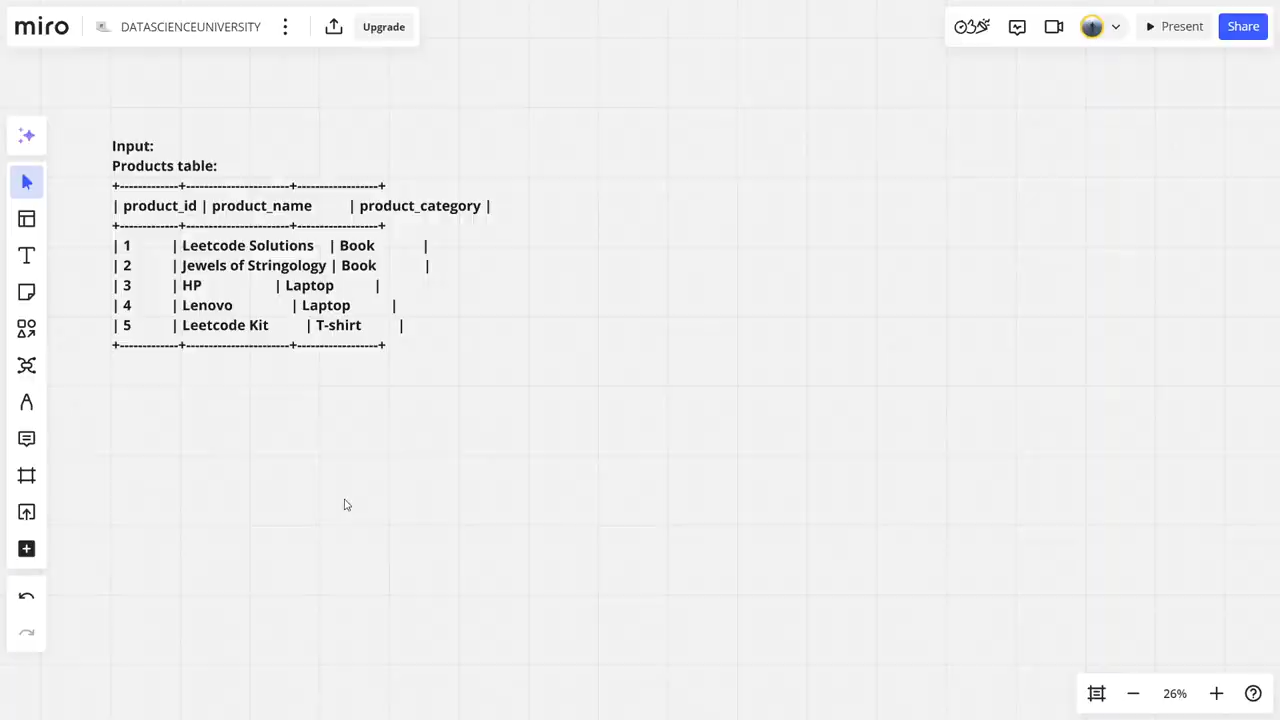 miro
DATASCIENCEUNIVERSITY
Upgrade
Present
Share
Input:
Products table:
+-------------+-----------------------+------------------+
| product_id | product_name | product_category |
+-------------+-----------------------+------------------+
| 1 | Leetcode Solutions | Book |
| 2 | Jewels of Stringology | Book |
| 3 | HP | Laptop |
| 4 | Lenovo | Laptop |
| 5 | Leetcode Kit | T-shirt |
+-------------+-----------------------+------------------+
26%